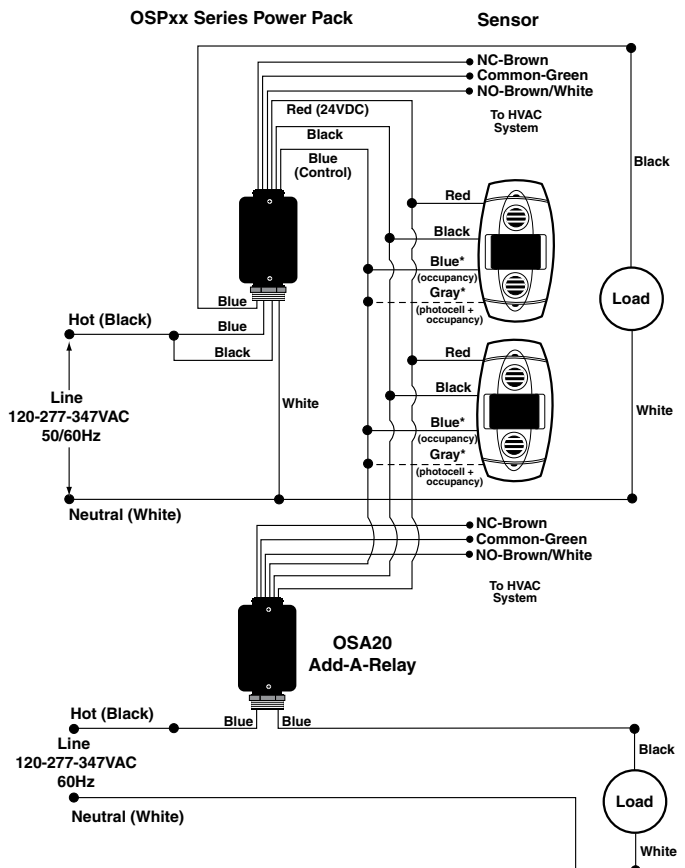 OSPxx Series Power Pack
Sensor
NC-Brown
Common-Green
NO-Brown/White
Red (24VDC)
To HVAC
System
Black
Blue
(Control)
Black
Red
Black
Blue*
(occupancy)
Gray*
(photocell +
occupancy)
Load
Blue
Hot (Black)
Blue
Black
Red
Line
120-277-347VAC
50/60Hz
White
Black
White
Blue*
(occupancy)
Gray*
(photocell +
occupancy)
Neutral (White)
NC-Brown
Common-Green
NO-Brown/White
To HVAC
System
OSA20
Add-A-Relay
Hot (Black)
Blue
Blue
Line
120-277-347VAC
60Hz
Black
Load
Neutral (White)
White